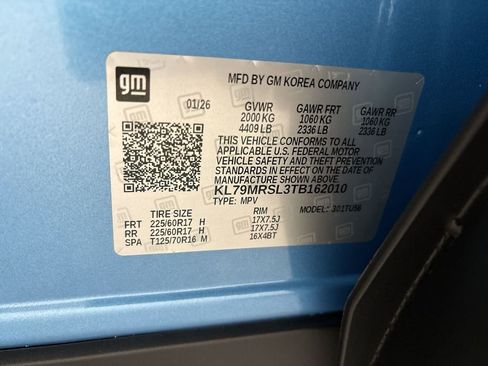 gm
MFD BY GM KOREA COMPANY
01/26 GVWR GAWR FRT GAWR RR
2000 KG 1060 KG 1060 KG
4409 LB 2336 LB 2336 LB
THIS VEHICLE CONFORMS TO ALL
APPLICABLE U.S. FEDERAL MOTOR
VEHICLE SAFETY AND THEFT PREVENTION
STANDARDS IN EFFECT ON THE DATE OF
MANUFACTURE SHOWN ABOVE.
KL79MRSL3TB162010
TYPE: MPV
TIRE SIZE RIM MODEL: 301TU56
FRT 225/60R17 H 17X7.5J
RR 225/60R17 H 17X7.5J
SPA T125/70R16 M 16X4BT